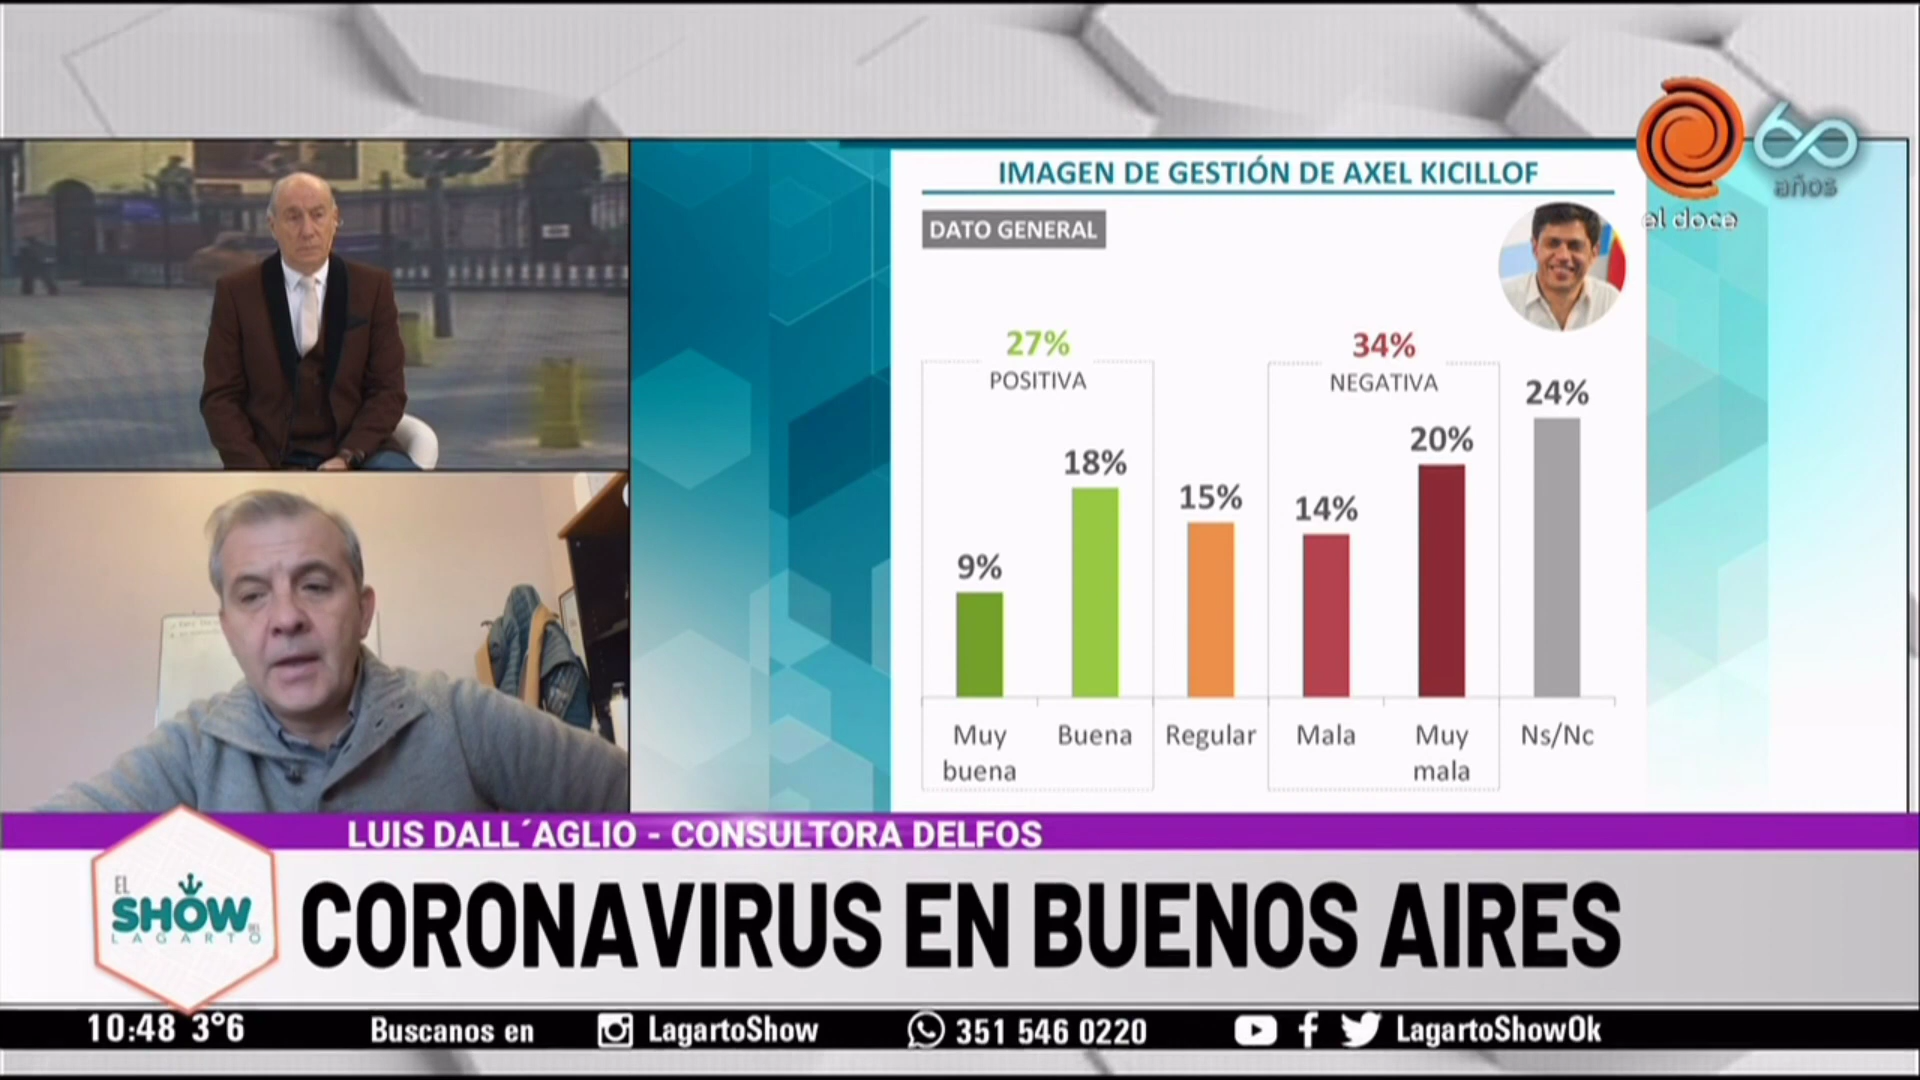 IMAGEN DE GESTIÓN DE AXEL KICILLOF
DATO GENERAL
60
años
el doce
27%
POSITIVA
34%
NEGATIVA
9%
18%
15%
14%
20%
24%
Muy buena
Buena
Regular
Mala
Muy mala
Ns/Nc
LUIS DALL´AGLIO - CONSULTORA DELFOS
EL
SHOW DEL
LAGARTO
CORONAVIRUS EN BUENOS AIRES
10:48 3°6
Buscanos en
LagartoShow
351 546 0220
LagartoShowOk